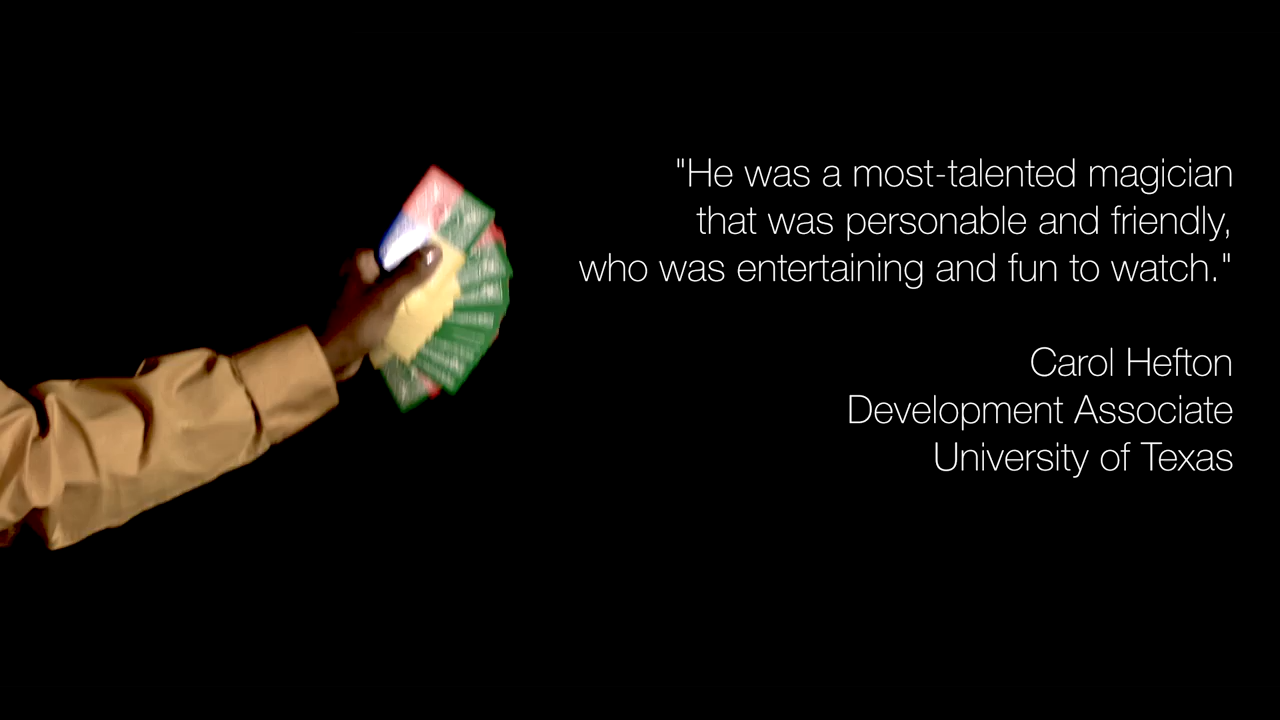 "He was a most-talented magician
that was personable and friendly,
who was entertaining and fun to watch."
Carol Hefton
Development Associate
University of Texas